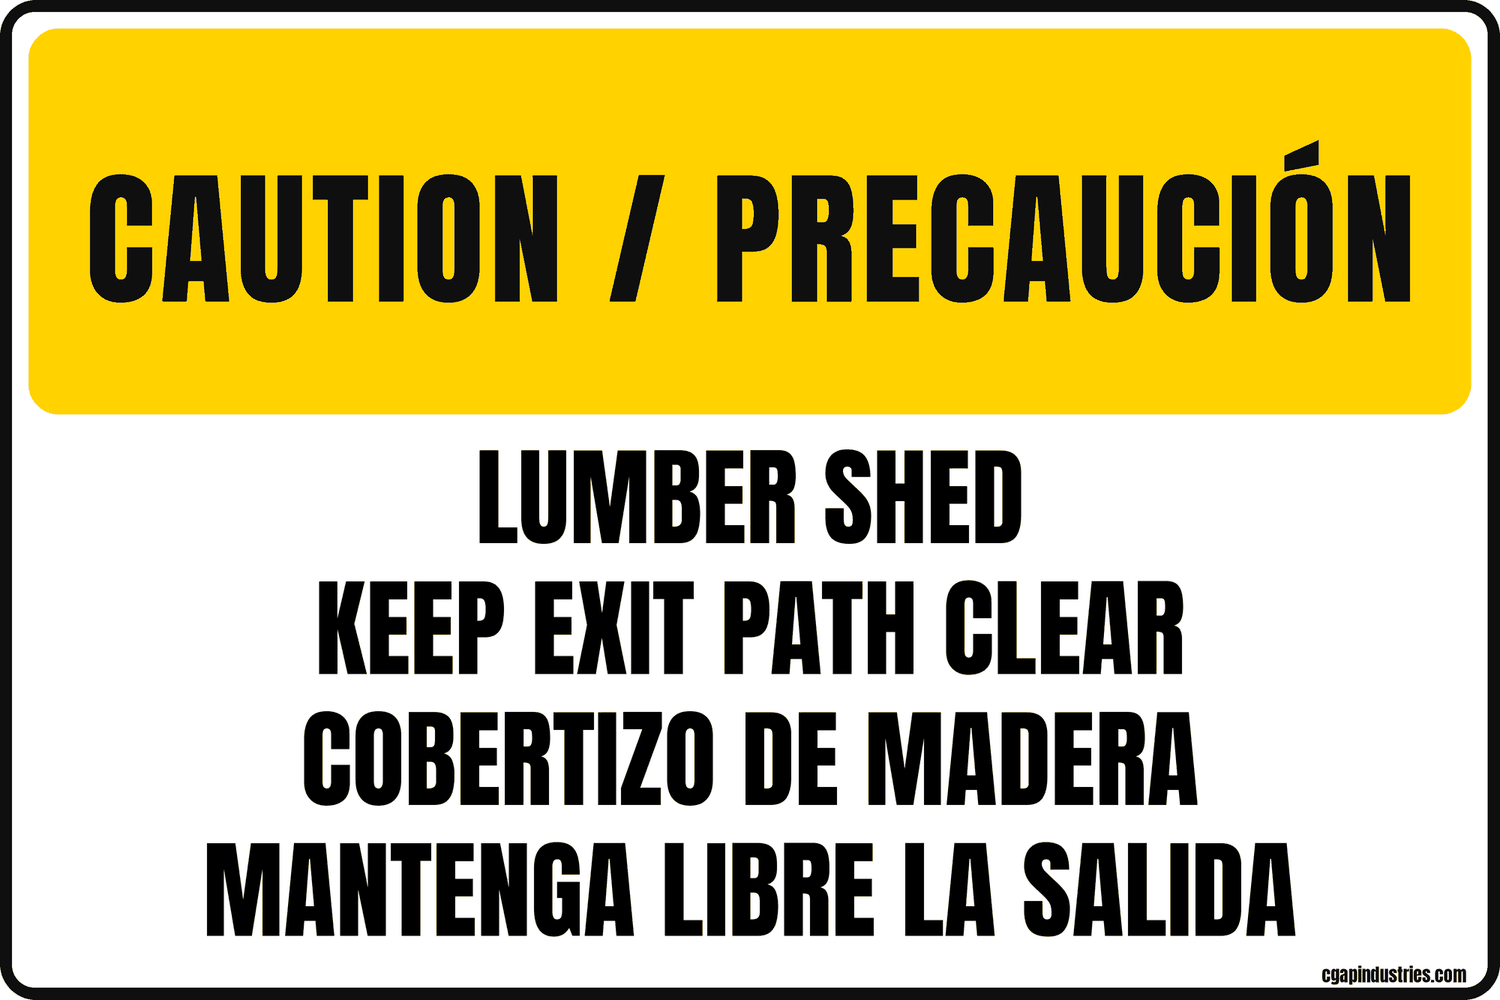 CAUTION / PRECAUCIÓN
LUMBER SHED
KEEP EXIT PATH CLEAR
COBERTIZO DE MADERA
MANTENGA LIBRE LA SALIDA
cgapindustries.com